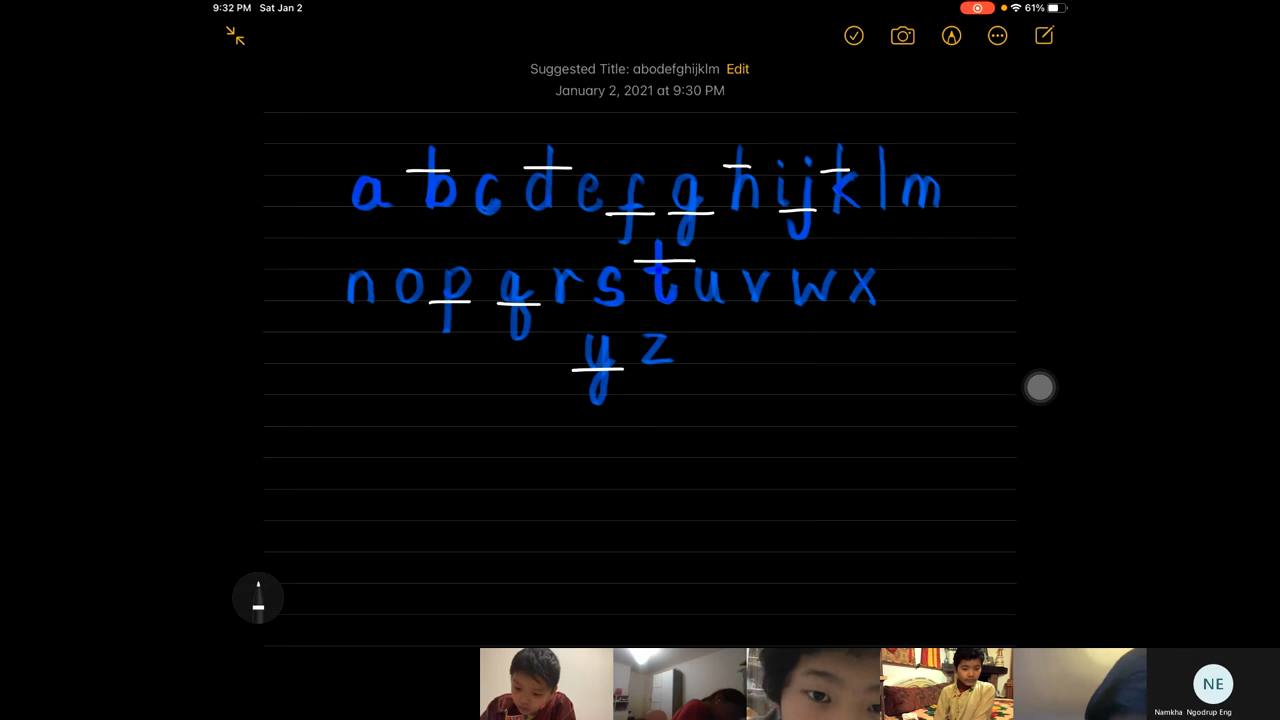 9:32 PM Sat Jan 2 61%
Suggested Title: abodefghijklm Edit
January 2, 2021 at 9:30 PM
a b c d e f g h i j k l m
n o p q r s t u v w x
y z
NE
Namkha Ngodrup Eng